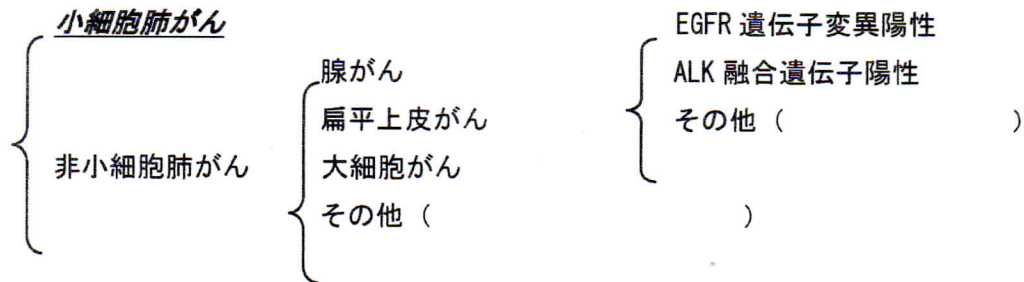 小細胞肺がん
非小細胞肺がん
腺がん
扁平上皮がん
大細胞がん
その他（　　　　　　　　　　）
EGFR 遺伝子変異陽性
ALK 融合遺伝子陽性
その他（　　　　　　　　）